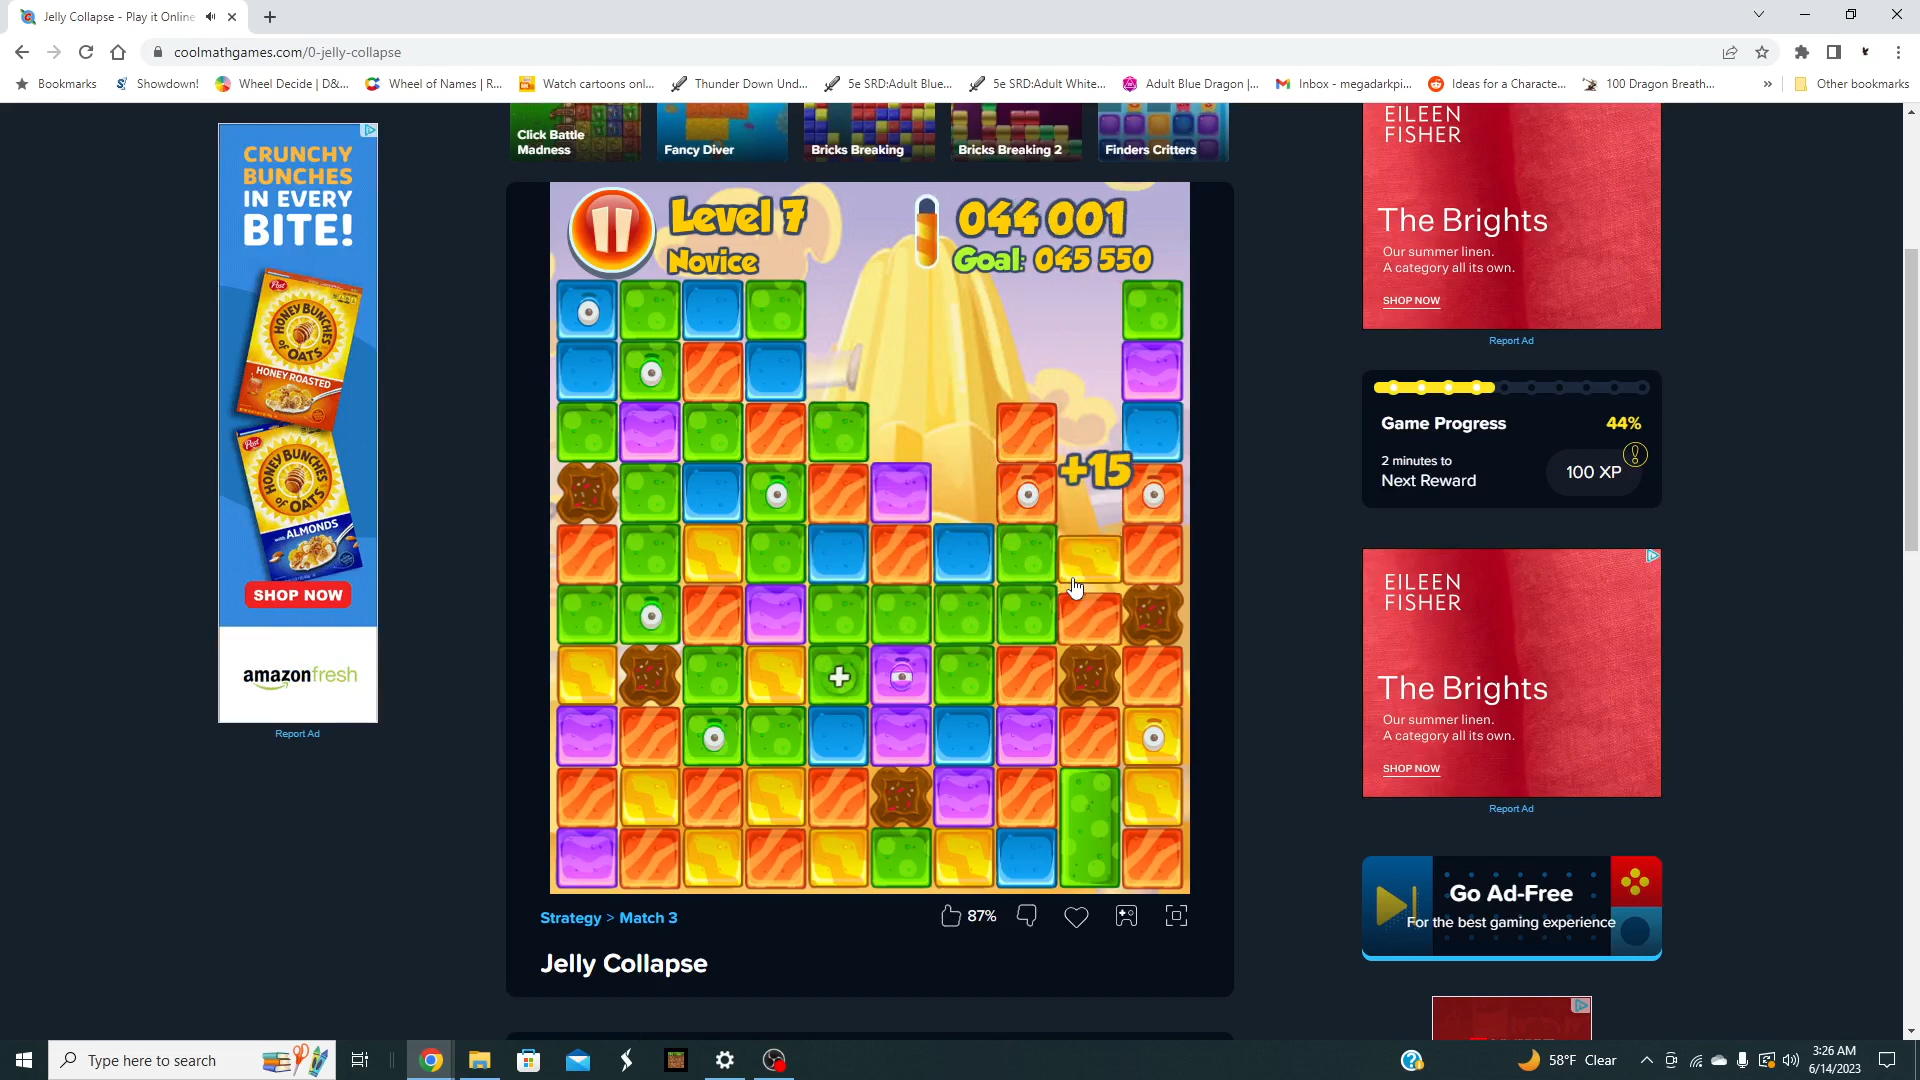 Jelly Collapse - Play it Online
coolmathgames.com/0-jelly-collapse
Bookmarks
Showdown!
Wheel Decide | D&...
Wheel of Names | R...
Watch cartoons onl...
Thunder Down Und...
5e SRD:Adult Blue...
5e SRD:Adult White...
Adult Blue Dragon |...
Inbox - megadarkpi...
Ideas for a Characte...
100 Dragon Breath...
»
Other bookmarks
Click Battle
Madness
Fancy Diver
Bricks Breaking
Bricks Breaking 2
Finders Critters
CRUNCHY
BUNCHES
IN EVERY
BITE!
Post
HONEY BUNCHES
OF OATS
HONEY ROASTED
Post
HONEY BUNCHES
OF OATS
with ALMONDS
SHOP NOW
amazonfresh
Report Ad
Level 7
Novice
044 001
Goal: 045 550
+15
Strategy > Match 3
87%
Jelly Collapse
EILEEN
FISHER
The Brights
Our summer linen.
A category all its own.
SHOP NOW
Report Ad
Game Progress
44%
2 minutes to
Next Reward
100 XP
EILEEN
FISHER
The Brights
Our summer linen.
A category all its own.
SHOP NOW
Report Ad
Go Ad-Free
For the best gaming experience
Type here to search
58°F Clear
3:26 AM
6/14/2023